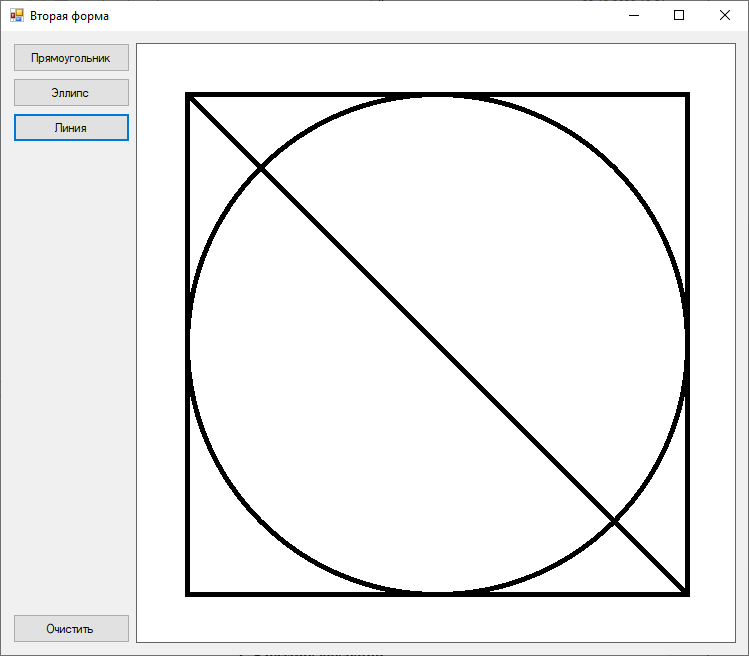 Вторая форма
Прямоугольник
Эллипс
Линия
Очистить